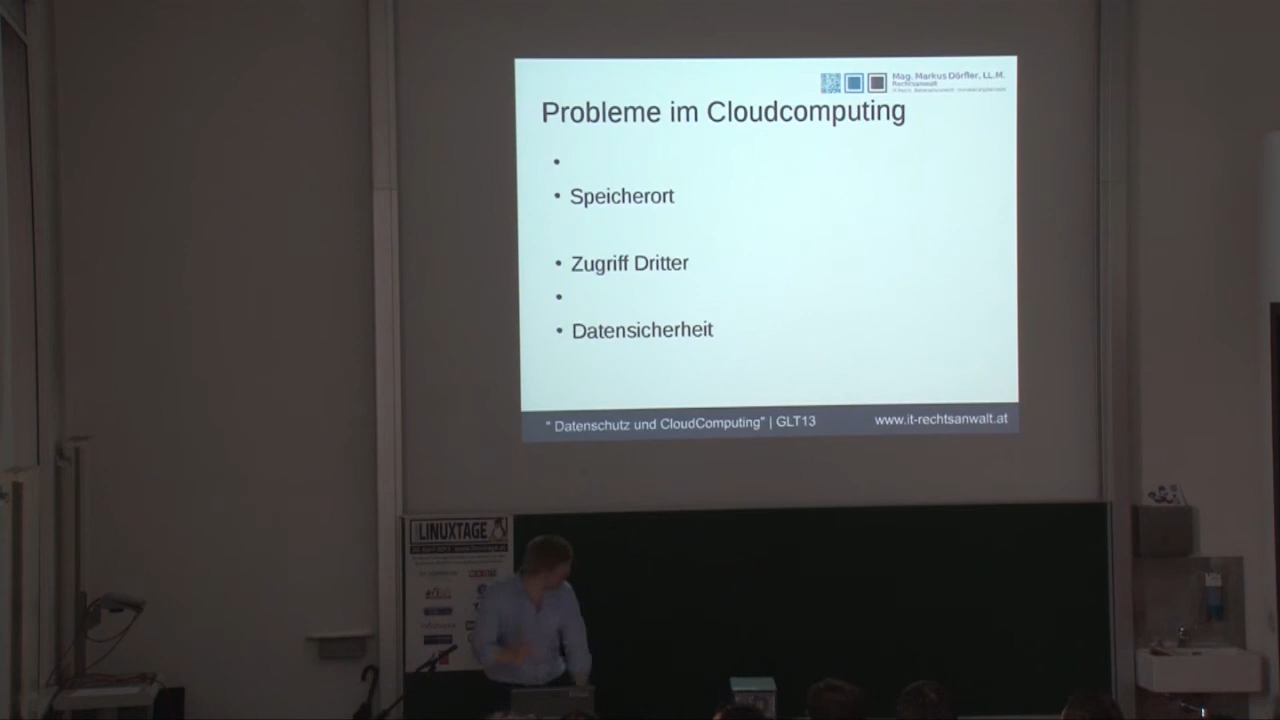 Mag. Markus Dörfler, LL.M.
Rechtsanwalt
Probleme im Cloudcomputing
•
• Speicherort
• Zugriff Dritter
•
• Datensicherheit
" Datenschutz und CloudComputing" | GLT13
www.it-rechtsanwalt.at
LINUXTAGE